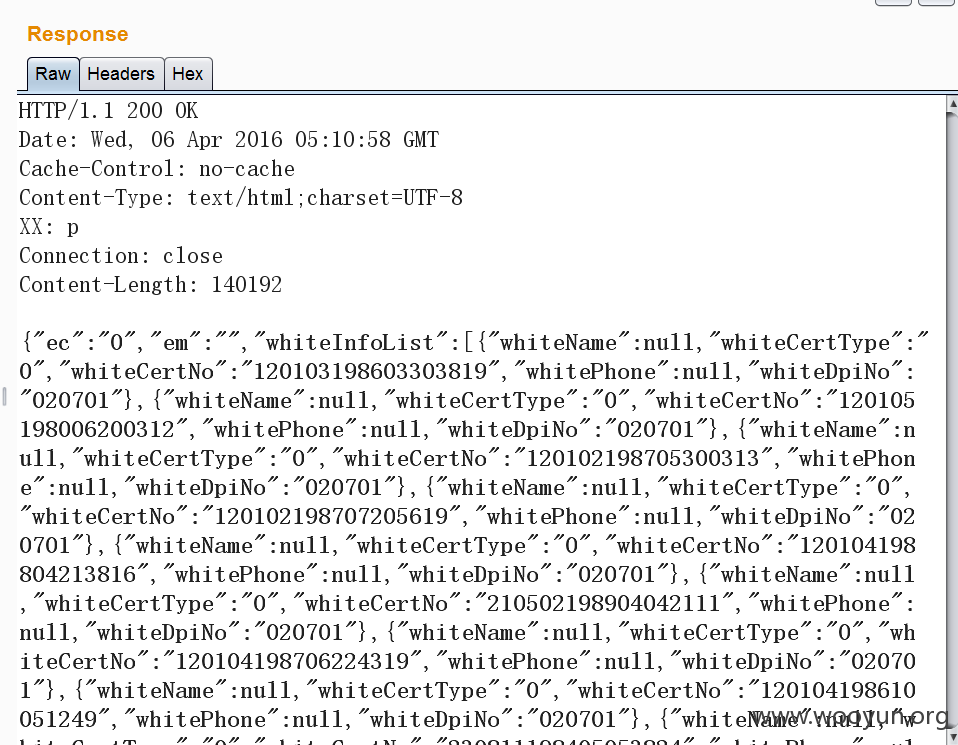 Response
Raw Headers Hex
HTTP/1.1 200 OK
Date: Wed, 06 Apr 2016 05:10:58 GMT
Cache-Control: no-cache
Content-Type: text/html;charset=UTF-8
XX: p
Connection: close
Content-Length: 140192
{"ec":"0","em":"","whiteInfoList":[{"whiteName":null,"whiteCertType":"
0","whiteCertNo":"120103198603303819","whitePhone":null,"whiteDpiNo":
"020701"},{"whiteName":null,"whiteCertType":"0","whiteCertNo":"120105
198006200312","whitePhone":null,"whiteDpiNo":"020701"},{"whiteName":n
ull,"whiteCertType":"0","whiteCertNo":"120102198705300313","whitePhon
e":null,"whiteDpiNo":"020701"},{"whiteName":null,"whiteCertType":"0",
"whiteCertNo":"120102198707205619","whitePhone":null,"whiteDpiNo":"02
0701"},{"whiteName":null,"whiteCertType":"0","whiteCertNo":"120104198
804213816","whitePhone":null,"whiteDpiNo":"020701"},{"whiteName":null
,"whiteCertType":"0","whiteCertNo":"210502198904042111","whitePhone":
null,"whiteDpiNo":"020701"},{"whiteName":null,"whiteCertType":"0","wh
iteCertNo":"120104198706224319","whitePhone":null,"whiteDpiNo":"02070
1"},{"whiteName":null,"whiteCertType":"0","whiteCertNo":"120104198610
051249","whitePhone":null,"whiteDpiNo":"020701"},{"whiteName":null,"w
www.wooyun.org